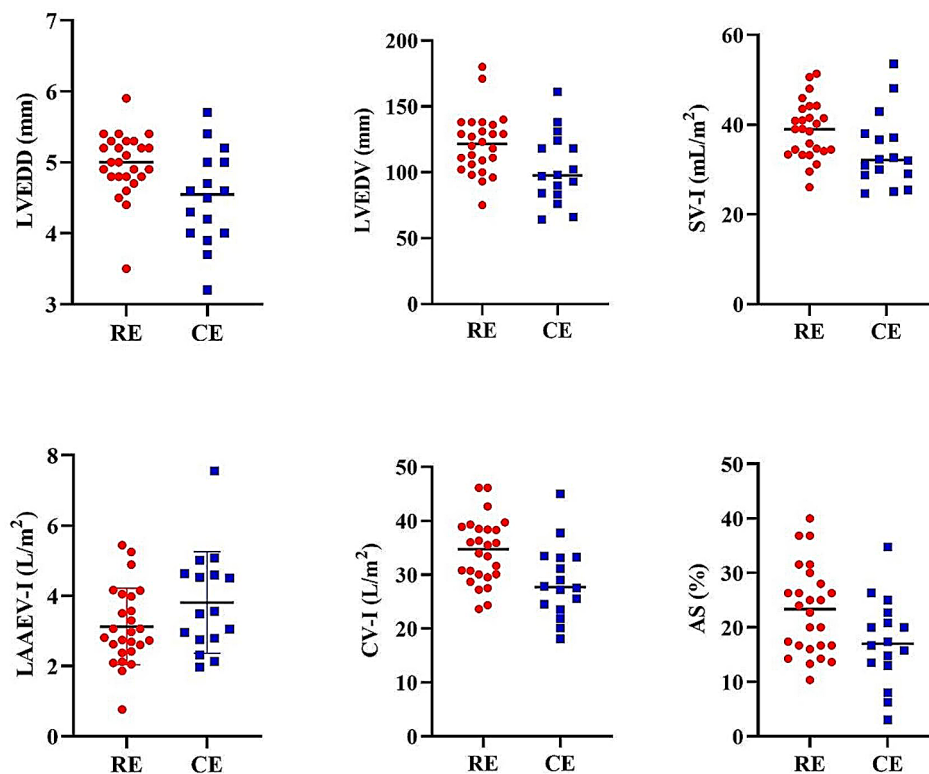 LVEDD (mm)
7
6
5
4
3
RE CE
LVEDV (mm)
200
150
100
50
0
RE CE
SV-I (mL/m²)
60
40
20
0
RE CE
LAAEV-I (L/m²)
8
6
4
2
0
RE CE
CV-I (L/m²)
50
40
30
20
10
0
RE CE
AS (%)
50
40
30
20
10
0
RE CE